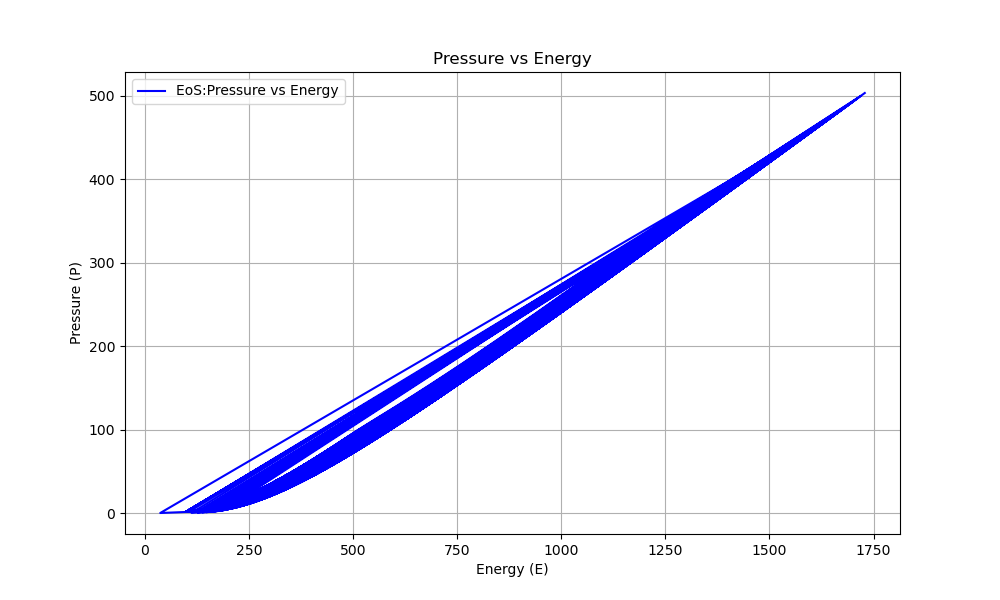 Pressure vs Energy
EoS:Pressure vs Energy
500
400
300
200
100
0
Pressure (P)
0 250 500 750 1000 1250 1500 1750
Energy (E)